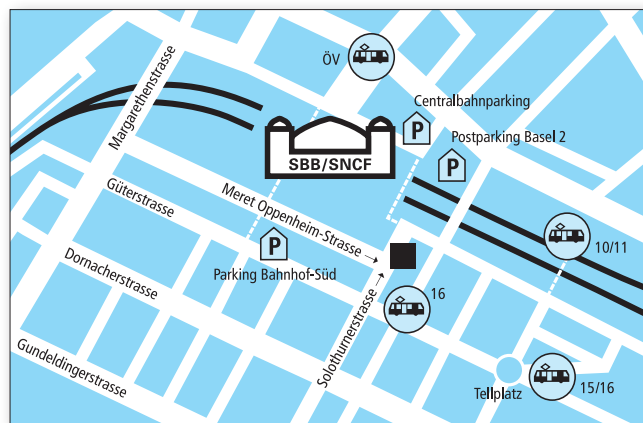 ÖV
Centralbahnparking
P
Postparking Basel 2
P
SBB/SNCF
Margarethenstrasse
Meret Oppenheim-Strasse →
Güterstrasse
P
Parking Bahnhof-Süd
10/11
Dornacherstrasse
16
Solothurnerstrasse →
Gundeldingerstrasse
Tellplatz
15/16